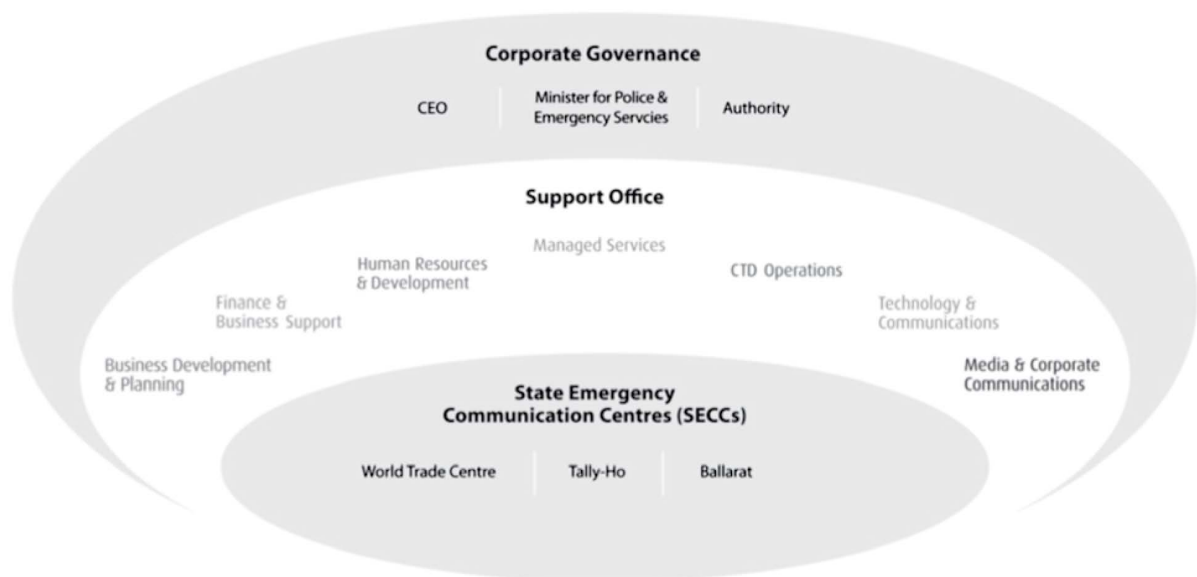 Corporate Governance
CEO
Minister for Police &
Emergency Servcies
Authority
Support Office
Managed Services
Human Resources
& Development
CTD Operations
Finance &
Business Support
Technology &
Communications
Business Development
& Planning
Media & Corporate
Communications
State Emergency
Communication Centres (SECCs)
World Trade Centre
Tally-Ho
Ballarat